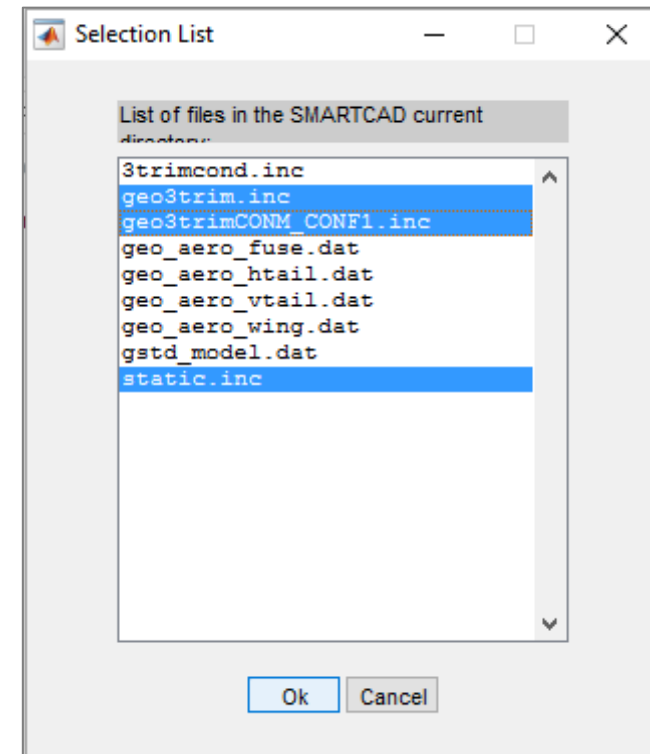 Selection List
List of files in the SMARTCAD current
directory:
3trimcond.inc
geo3trim.inc
geo3trimCONM_CONF1.inc
geo_aero_fuse.dat
geo_aero_htail.dat
geo_aero_vtail.dat
geo_aero_wing.dat
gstd_model.dat
static.inc
Ok Cancel